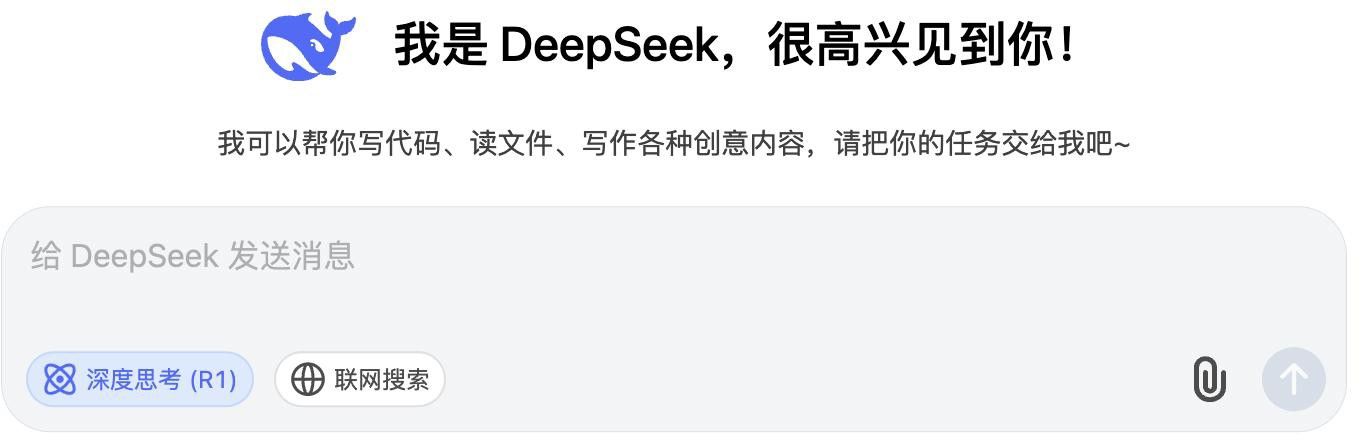 我是 DeepSeek，很高兴见到你！
我可以帮你写代码、读文件、写作各种创意内容，请把你的任务交给我吧~
给 DeepSeek 发送消息
深度思考 (R1) 联网搜索